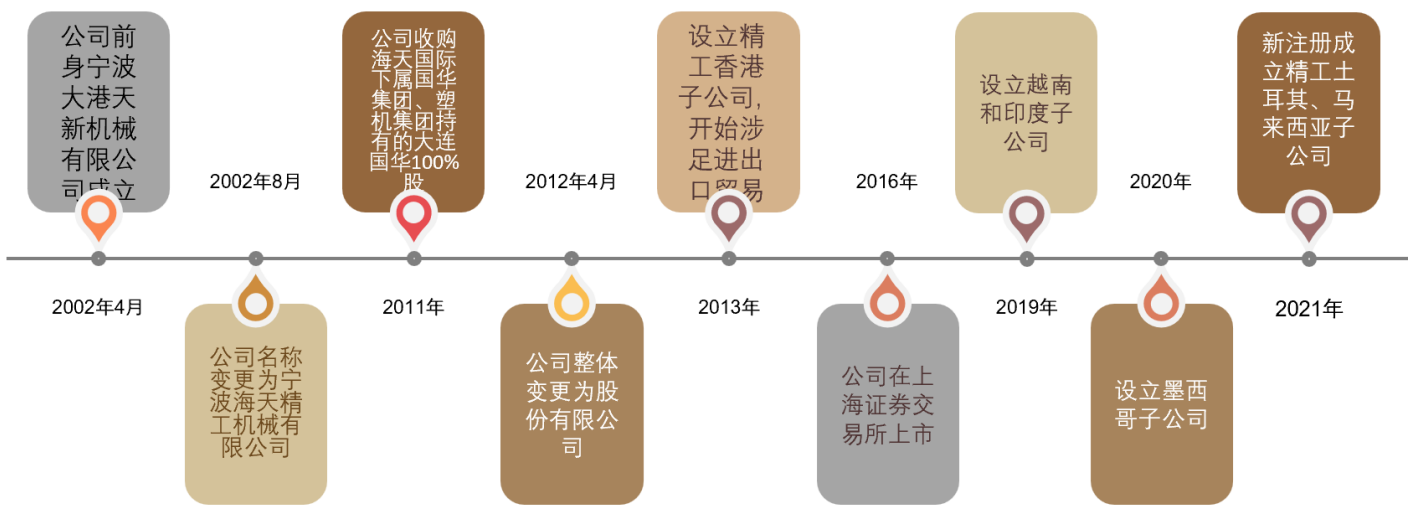 公司前
身宁波
大港天
新机械
有限公
司成立
2002年4月
2002年8月
公司名称
变更为宁
波海天精
工机械有
限公司
公司收购
海天国际
下属国华
集团、塑
机集团持
有的大连
国华100%
股
2011年
2012年4月
公司整体
变更为股
份有限公
司
设立精
工香港
子公司,
开始涉
足进出
口贸易
2013年
2016年
公司在上
海证券交
易所上市
设立越南
和印度子
公司
2019年
2020年
设立墨西
哥子公司
新注册成
立精工土
耳其、马
来西亚子
公司
2021年